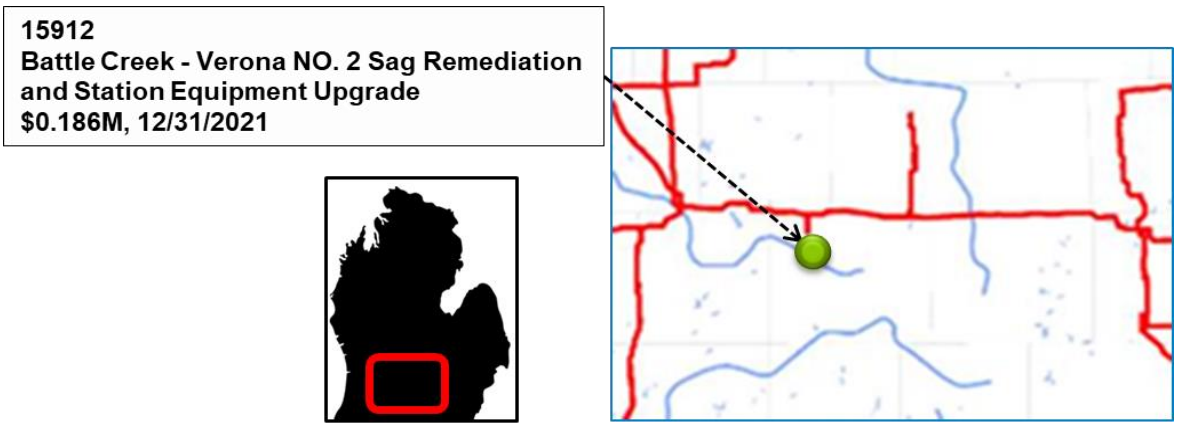 15912
Battle Creek - Verona NO. 2 Sag Remediation
and Station Equipment Upgrade
$0.186M, 12/31/2021